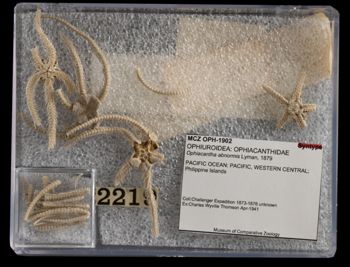 MCZ OPH-1902
OPHIUROIDEA: OPHIACANTHIDAE
Ophiacantha abnormis Lyman, 1879
Syntype
PACIFIC OCEAN: PACIFIC, WESTERN CENTRAL:
Philippine Islands
2219
Coll:Challenger Expedition 1873-1876 unknown
Ex:Charles Wyville Thomson Apr-1941
Museum of Comparative Zoology